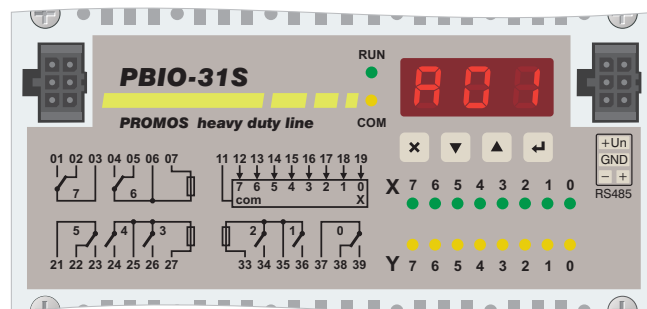 RUN
PBIO-31S
A01
PROMOS heavy duty line
COM
+Un
GND
- +
RS485
01 02 03 04 05 06 07
11 12 13 14 15 16 17 18 19
7 6
7 6 5 4 3 2 1 0
com X
X 7 6 5 4 3 2 1 0
5 4 3 2 1 0
21 22 23 24 25 26 27
33 34 35 36 37 38 39
Y 7 6 5 4 3 2 1 0